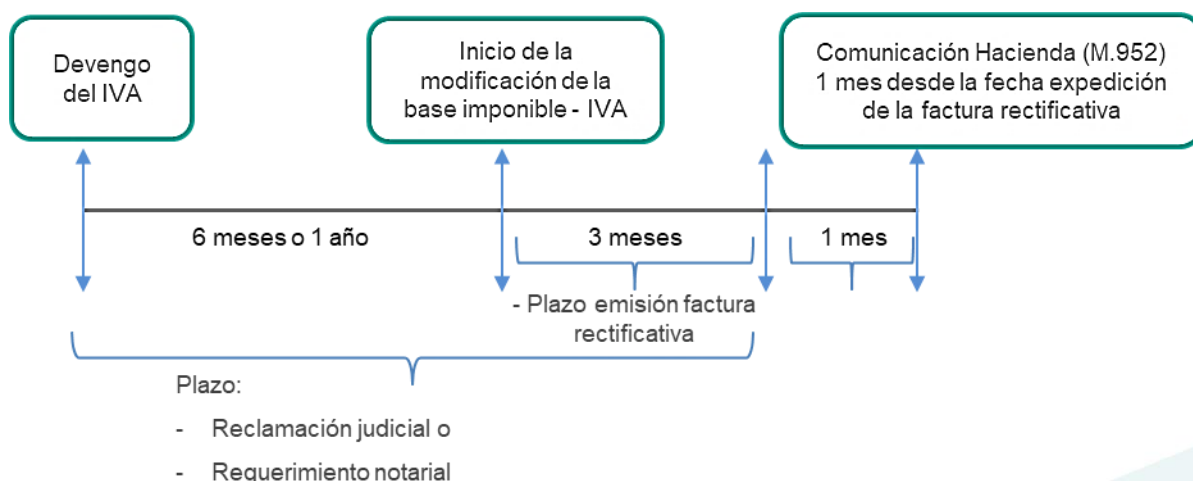 Devengo
del IVA
Inicio de la
modificación de la
base imponible - IVA
Comunicación Hacienda (M.952)
1 mes desde la fecha expedición
de la factura rectificativa
6 meses o 1 año
3 meses
1 mes
- Plazo emisión factura
rectificativa
Plazo:
- Reclamación judicial o
- Requerimiento notarial